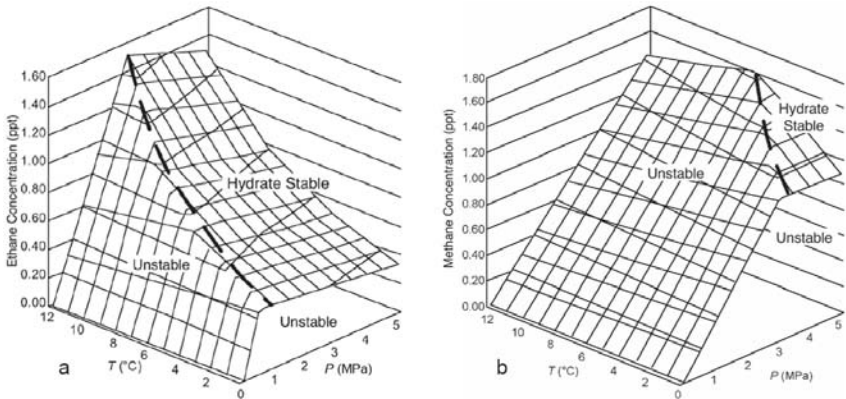 Ethane Concentration (ppt)
1.60
1.40
1.20
1.00
0.80
0.60
0.40
0.20
0.00
12
10
8
6
4
2
0
T (°C)
1
2
3
4
5
P (MPa)
Hydrate Stable
Unstable
Unstable
a
Methane Concentration (ppt)
1.80
1.60
1.40
1.20
1.00
0.80
0.60
0.40
0.20
0.00
12
10
8
6
4
2
0
T (°C)
1
2
3
4
5
P (MPa)
Hydrate
Stable
Unstable
Unstable
b